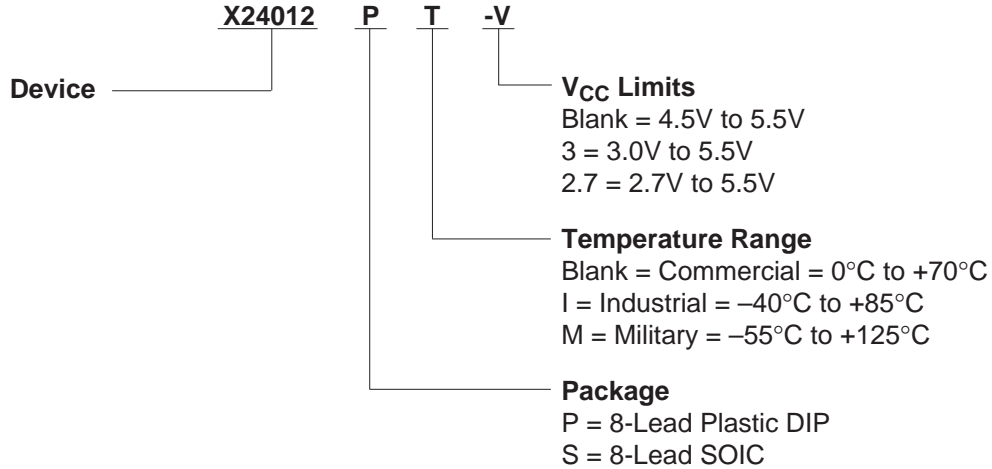 X24012 P T -V
Device
VCC Limits
Blank = 4.5V to 5.5V
3 = 3.0V to 5.5V
2.7 = 2.7V to 5.5V
Temperature Range
Blank = Commercial = 0°C to +70°C
I = Industrial = –40°C to +85°C
M = Military = –55°C to +125°C
Package
P = 8-Lead Plastic DIP
S = 8-Lead SOIC